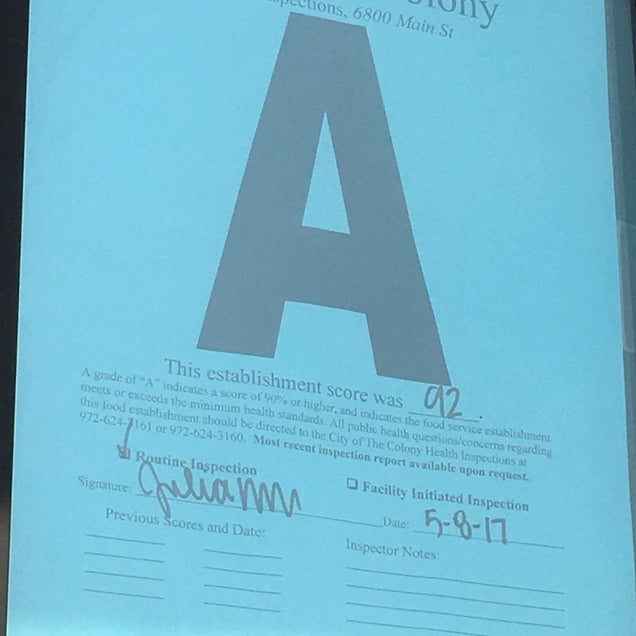 Colony
pections, 6800 Main St
A
This establishment score was 92.
A grade of "A" indicates a score of 90% or higher, and indicates the food service establishment
meets or exceeds the minimum health standards. All public health questions/concerns regarding
this food establishment should be directed to the City of The Colony Health Inspections at
972-624-3161 or 972-624-3160. Most recent inspection report available upon request.
Routine Inspection
Facility Initiated Inspection
Signature:
Date: 5-8-17
Previous Scores and Date:
Inspector Notes: